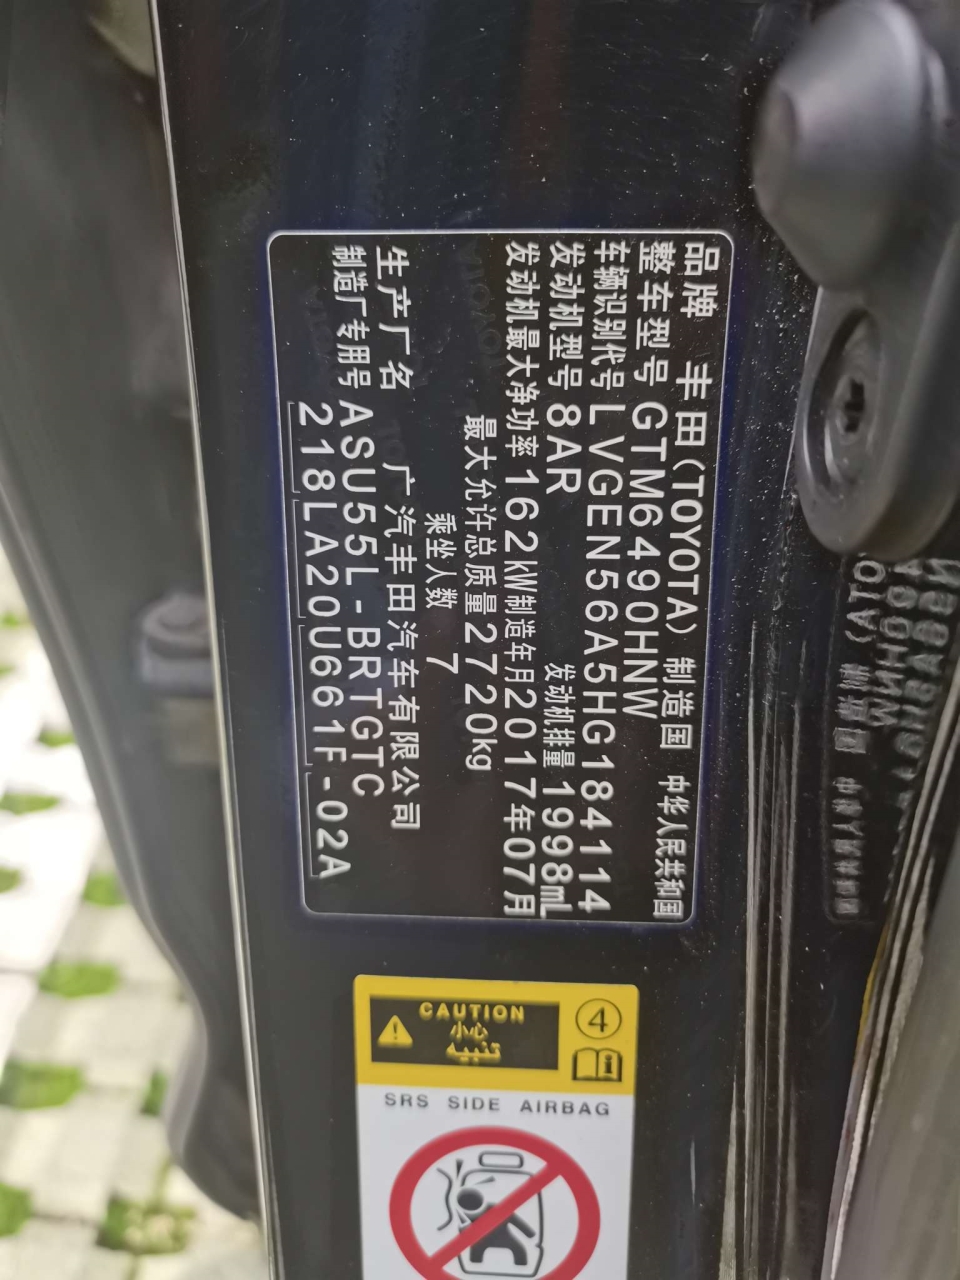 品牌 丰田(TOYOTA) 制造国 中华人民共和国
整车型号 GTM6490HNW
车辆识别代号 LVGEN56A5HG184114
发动机型号 8AR 发动机排量 1998mL
发动机最大净功率 162kW 制造年月 2017年07月
最大允许总质量 2720kg
乘坐人数 7
生产厂名 广汽丰田汽车有限公司
制造厂专用号 ASU55L-BRTGTC
218LA20U661F-02A
CAUTION
小心
تنبيه
4
SRS SIDE AIRBAG